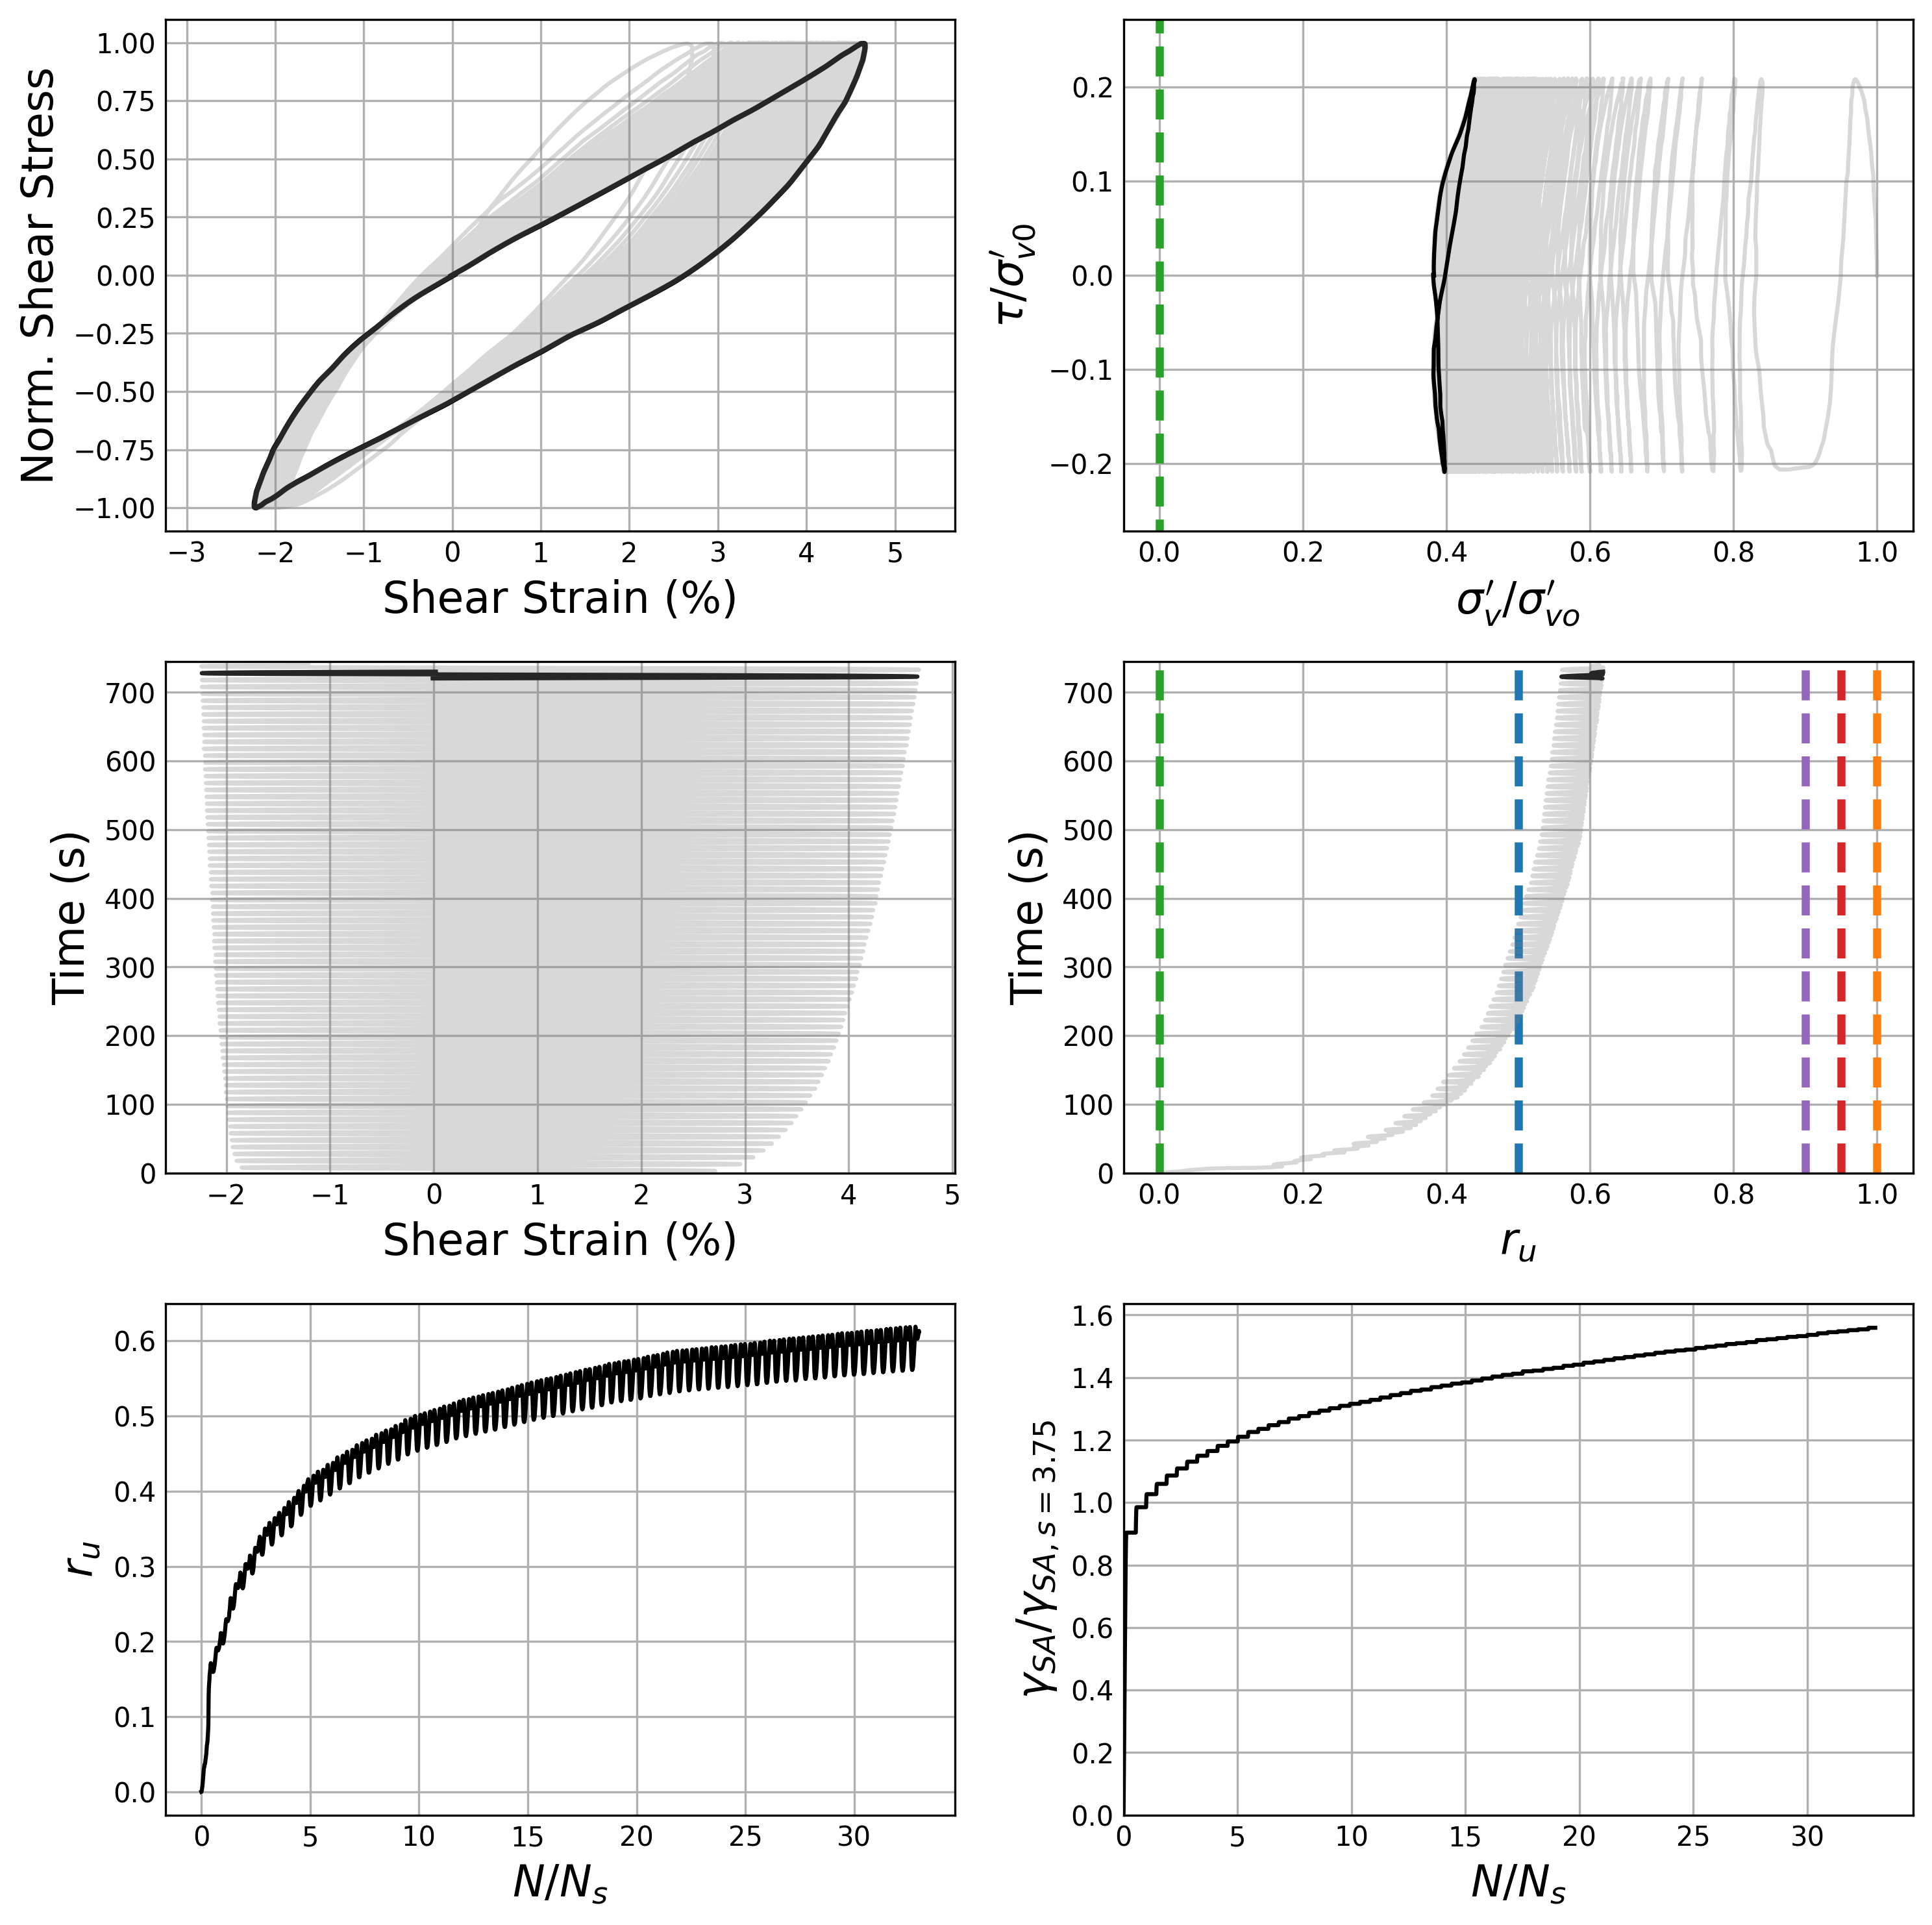 1.00
0.75
0.50
0.25
0.00
−0.25
−0.50
−0.75
−1.00
Norm. Shear Stress
−3 −2 −1 0 1 2 3 4 5
Shear Strain (%)
0.2
0.1
0.0
−0.1
−0.2
τ/σ′v0
0.0 0.2 0.4 0.6 0.8 1.0
σ′v/σ′vo
700
600
500
400
300
200
100
0
Time (s)
−2 −1 0 1 2 3 4 5
Shear Strain (%)
700
600
500
400
300
200
100
0
Time (s)
0.0 0.2 0.4 0.6 0.8 1.0
ru
0.6
0.5
0.4
0.3
0.2
0.1
0.0
ru
0 5 10 15 20 25 30
N/Ns
1.6
1.4
1.2
1.0
0.8
0.6
0.4
0.2
0.0
γSA/γSA, s = 3.75
0 5 10 15 20 25 30
N/Ns